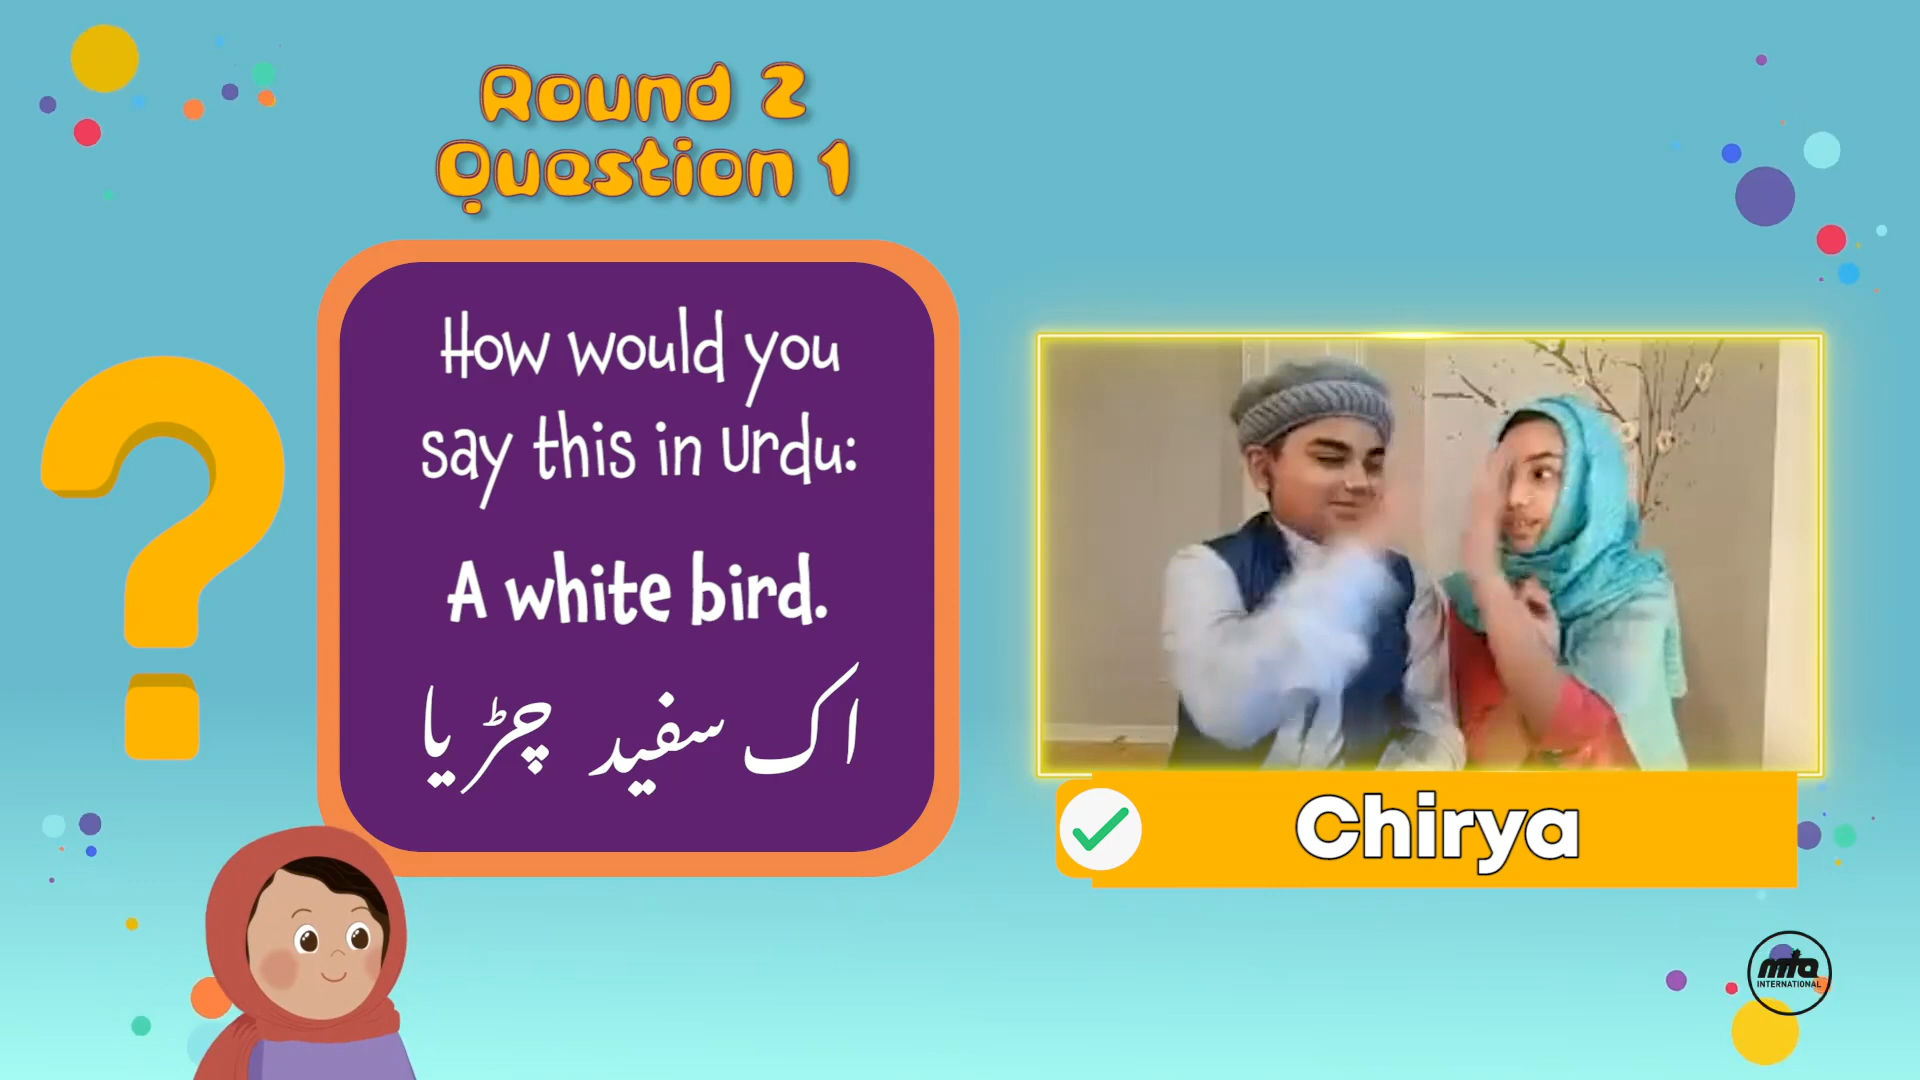 Round 2
Question 1
How would you
say this in Urdu:
A white bird.
اک سفید چڑیا
Chirya
mta
INTERNATIONAL